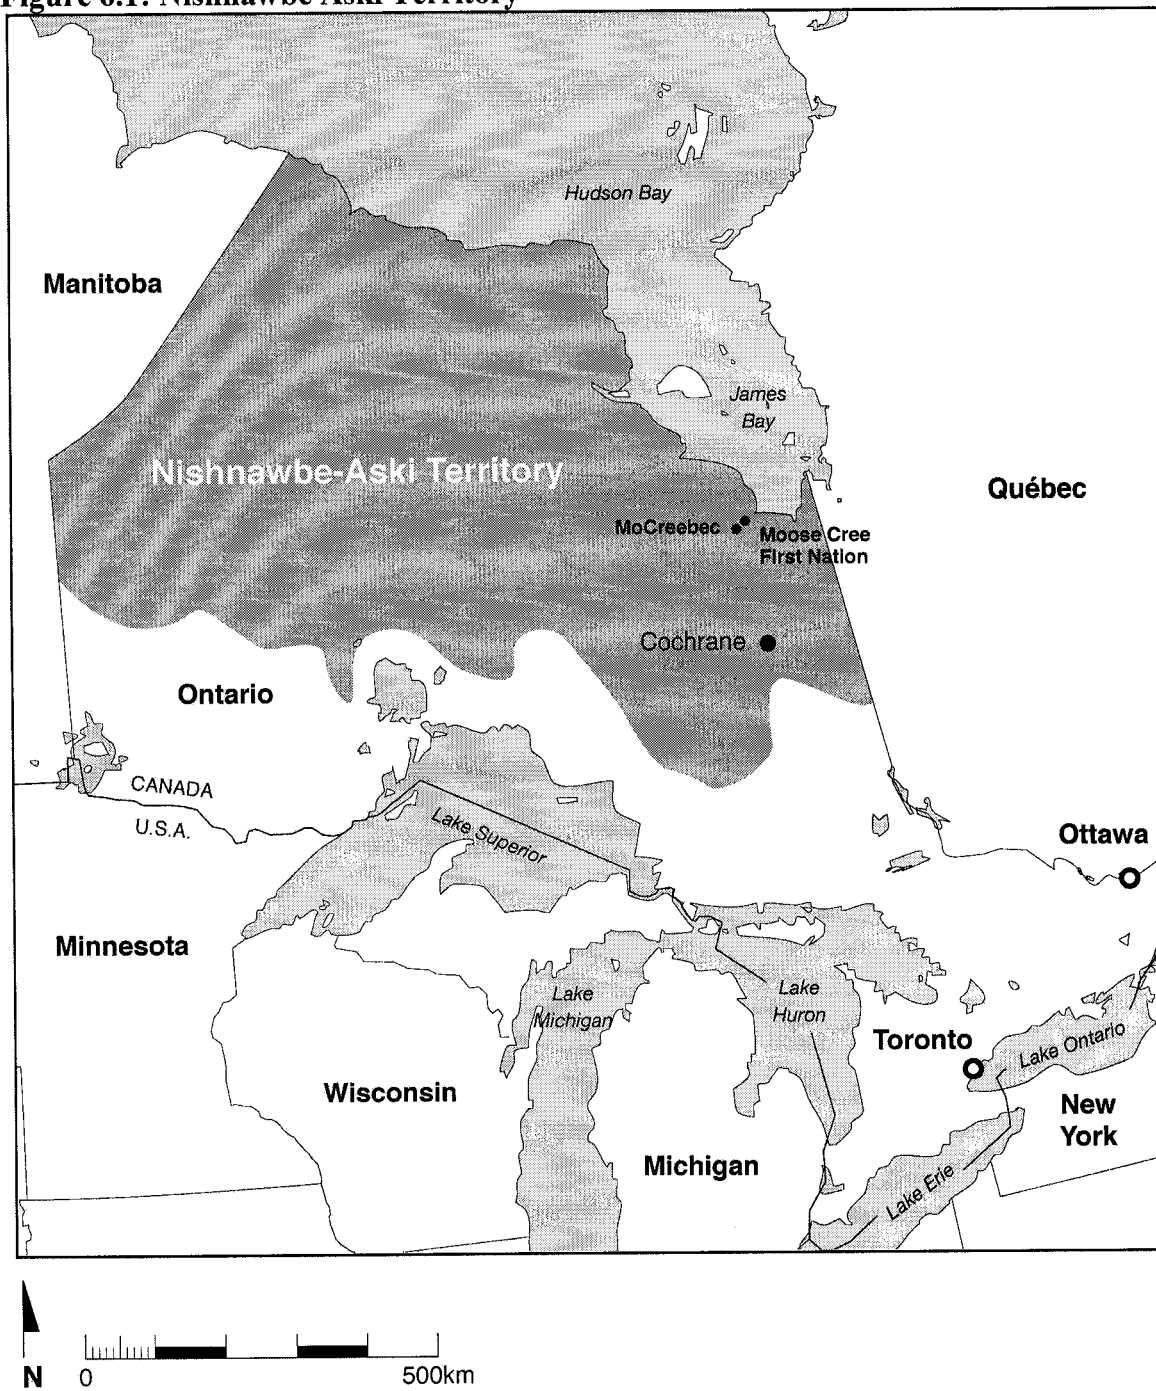 Figure 6.1: Nishnawbe Aski Territory
Hudson Bay
Manitoba
James
Bay
Nishnawbe-Aski Territory
Québec
MoCreebec
Moose Cree
First Nation
Cochrane
Ontario
CANADA
U.S.A.
Lake Superior
Ottawa
Minnesota
Lake
Michigan
Lake
Huron
Toronto
Lake Ontario
Wisconsin
New
York
Michigan
Lake Erie
N
0
500km